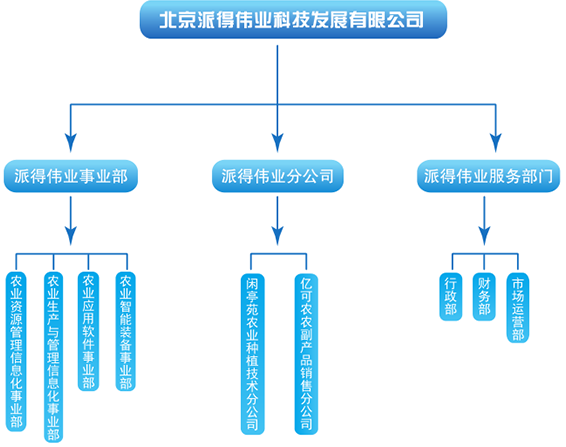 北京派得伟业科技发展有限公司
派得伟业事业部
派得伟业分公司
派得伟业服务部门
农业资源管理信息化事业部
农业生产与管理信息化事业部
农业应用软件事业部
农业智能装备事业部
闲亭苑农业种植技术分公司
亿可农农副产品销售分公司
行政部
财务部
市场运营部